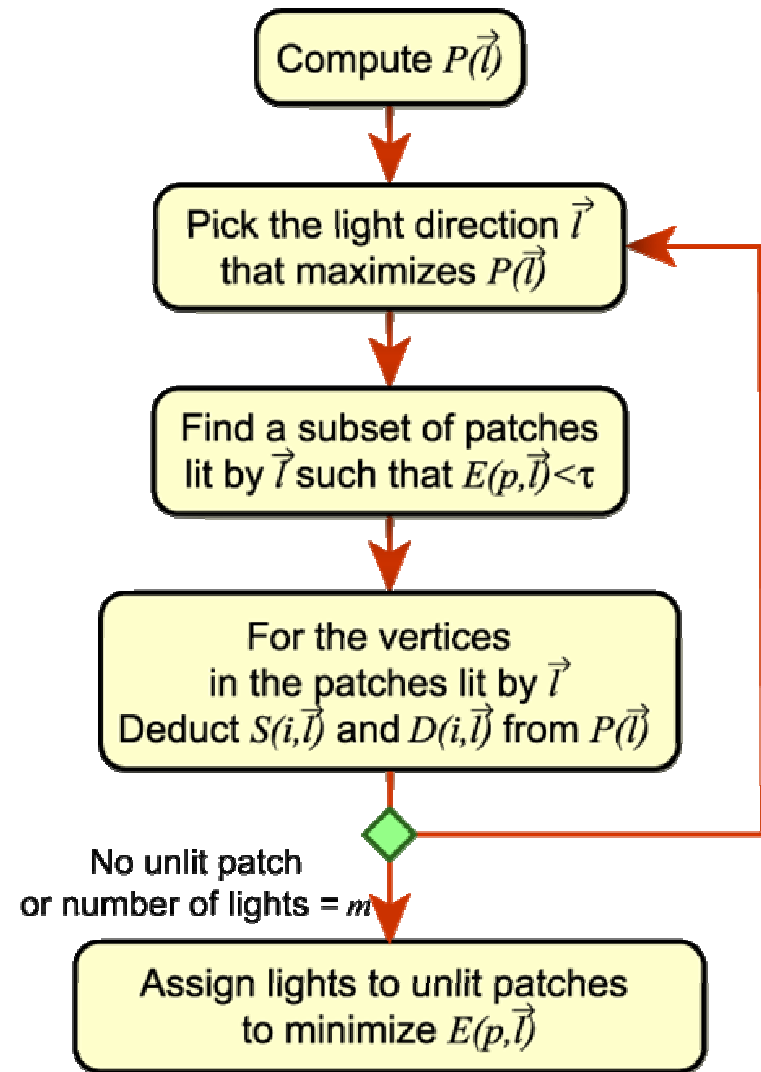 Compute P(l⃗)
Pick the light direction l⃗
that maximizes P(l⃗)
Find a subset of patches
lit by l⃗ such that E(p,l⃗)<τ
For the vertices
in the patches lit by l⃗
Deduct S(i,l⃗) and D(i,l⃗) from P(l⃗)
No unlit patch
or number of lights = m
Assign lights to unlit patches
to minimize E(p,l⃗)